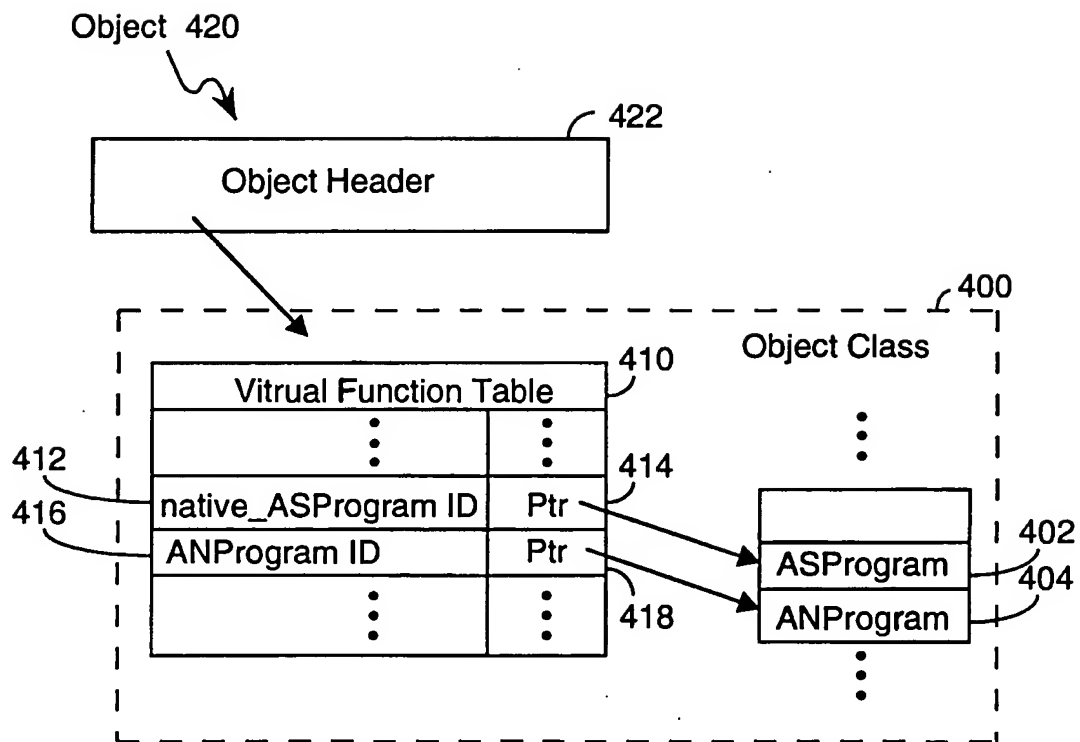 Object 420
422
Object Header
400
Object Class
410
Vitrual Function Table
412
414
native_ASProgram ID Ptr
416
ANProgram ID Ptr
418
402
ASProgram
404
ANProgram